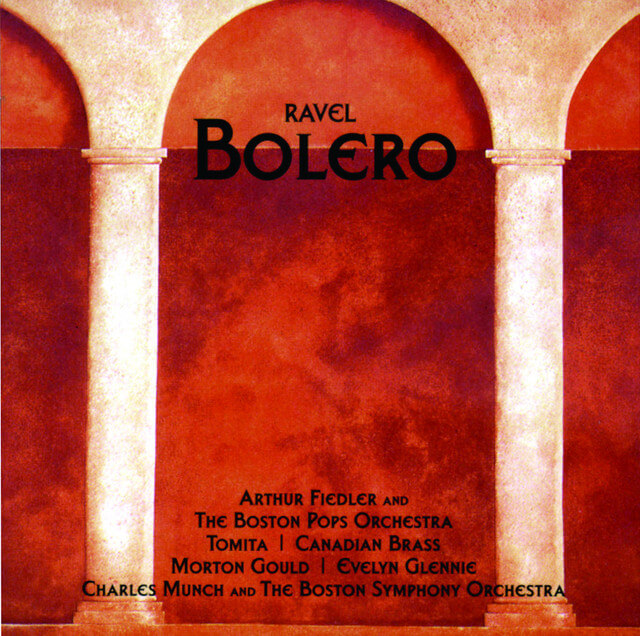 RAVEL
BOLERO
ARTHUR FIEDLER AND
THE BOSTON POPS ORCHESTRA
TOMITA | CANADIAN BRASS
MORTON GOULD | EVELYN GLENNIE
CHARLES MUNCH AND THE BOSTON SYMPHONY ORCHESTRA